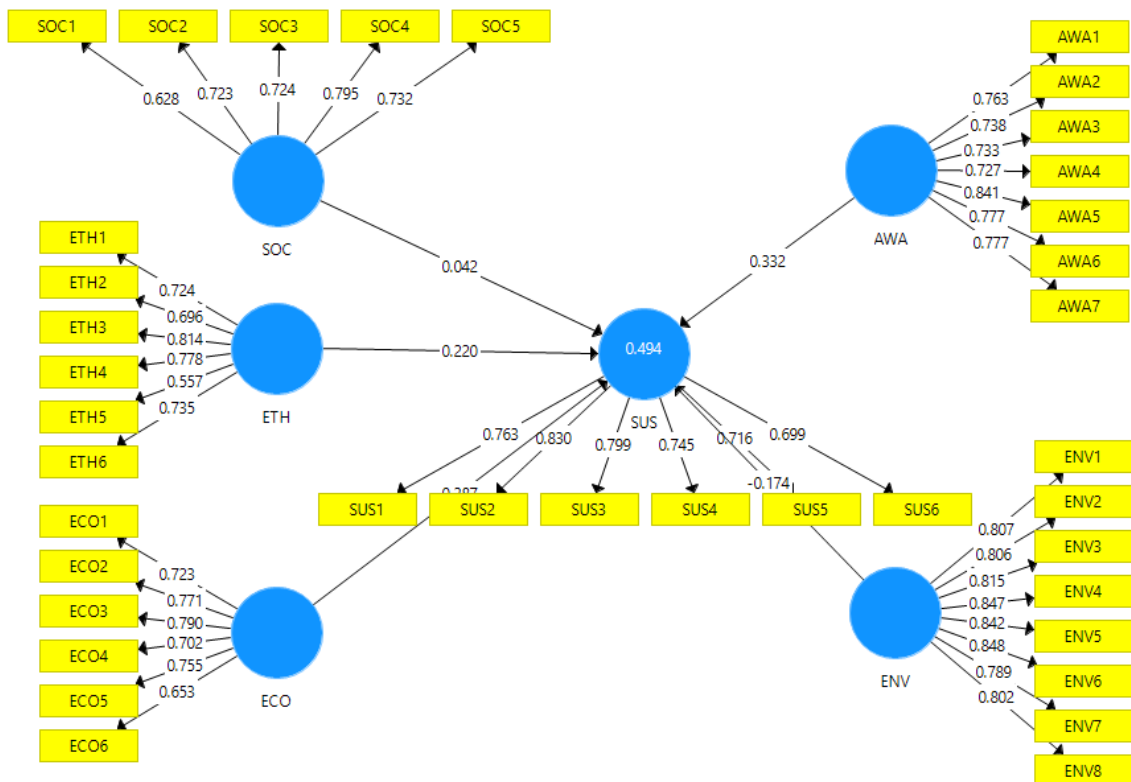 SOC1 SOC2 SOC3 SOC4 SOC5
0.628 0.723 0.724 0.795 0.732
SOC
AWA1
AWA2
AWA3
AWA4
AWA5
AWA6
AWA7
0.763
0.738
0.733
0.727
0.841
0.777
0.777
AWA
ETH1
ETH2
ETH3
ETH4
ETH5
ETH6
0.724
0.696
0.814
0.778
0.557
0.735
ETH
0.042
0.332
0.220
0.494
SUS
0.763 0.830 0.799 0.745 0.716 0.699
-0.174
SUS1 SUS2 SUS3 SUS4 SUS5 SUS6
ECO1
ECO2
ECO3
ECO4
ECO5
ECO6
0.723
0.771
0.790
0.702
0.755
0.653
ECO
ENV1
ENV2
ENV3
ENV4
ENV5
ENV6
ENV7
ENV8
0.807
0.806
0.815
0.847
0.842
0.848
0.789
0.802
ENV